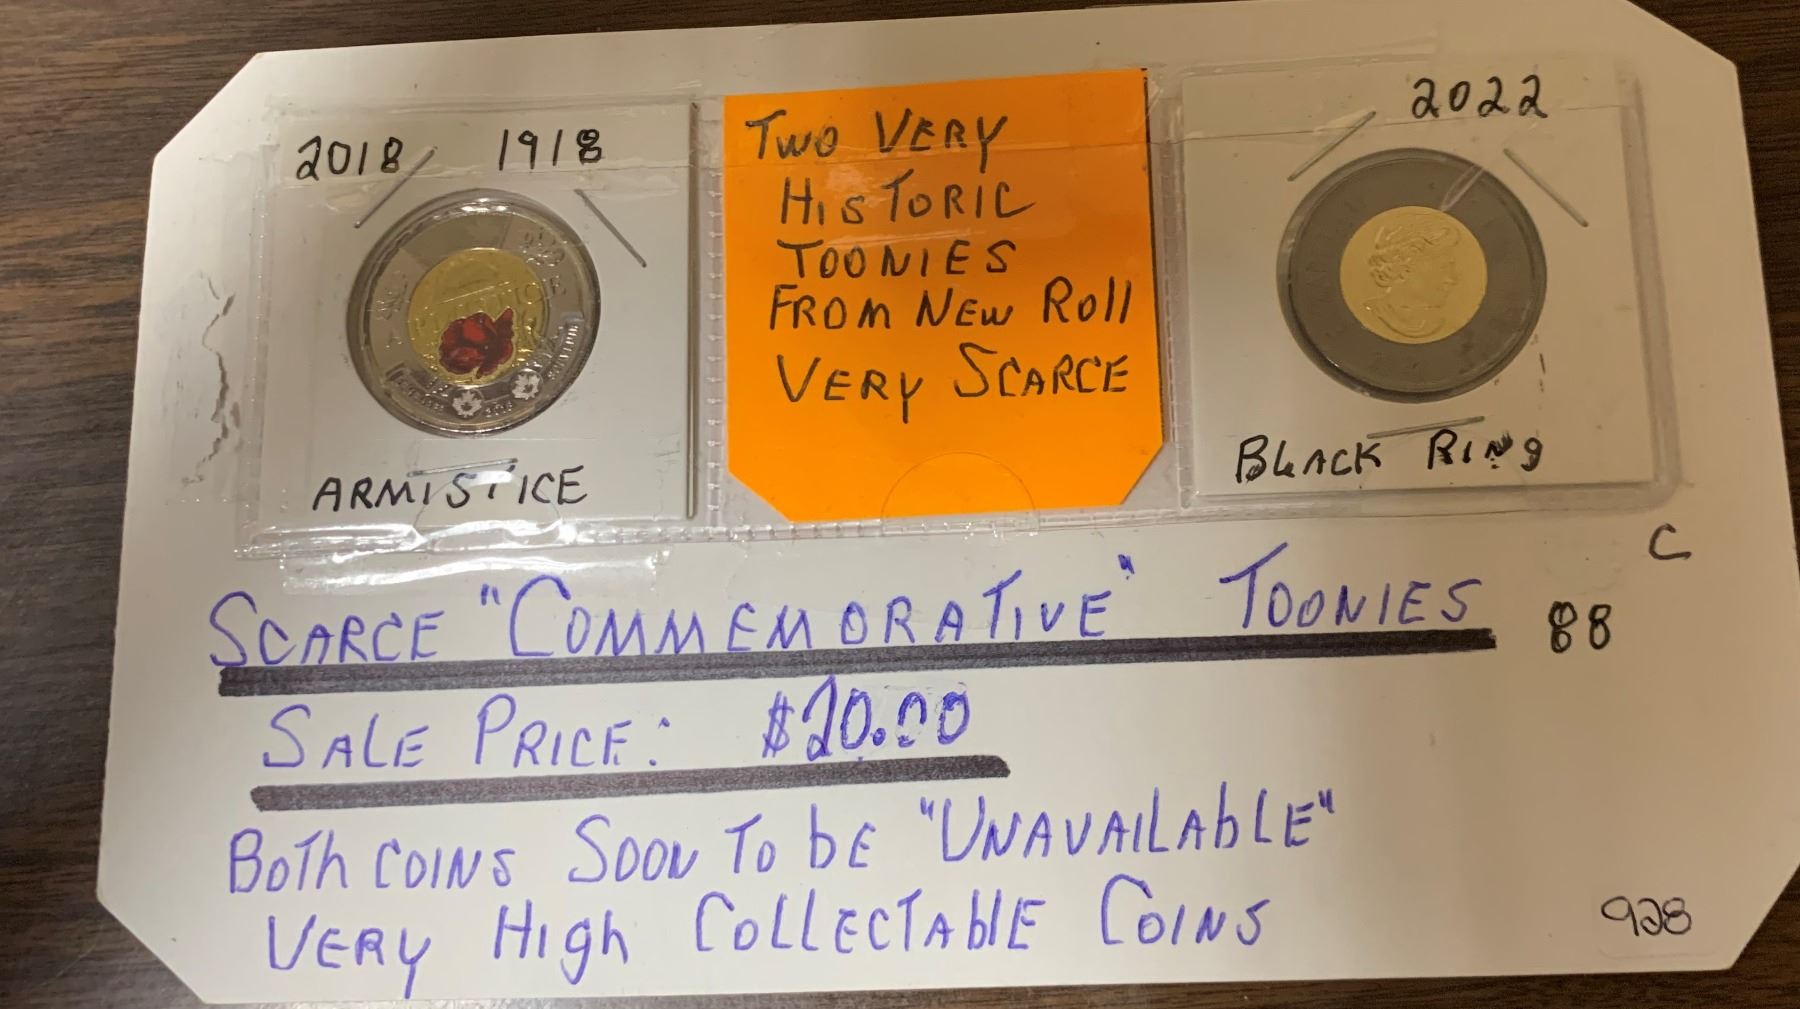 2018 1918
ARMISTICE
TWO VERY
HISTORIC
TOONIES
FROM NEW ROll
VERY SCARCE
2022
BLACK RINg
C
SCARCE "COMMEMORATIVE" TOONIES
88
SALE PRICE: $20.00
BOTh COINS SOON TO bE "UNAVAILAbLE"
VERY HIgh COllECTAblE COINS
928